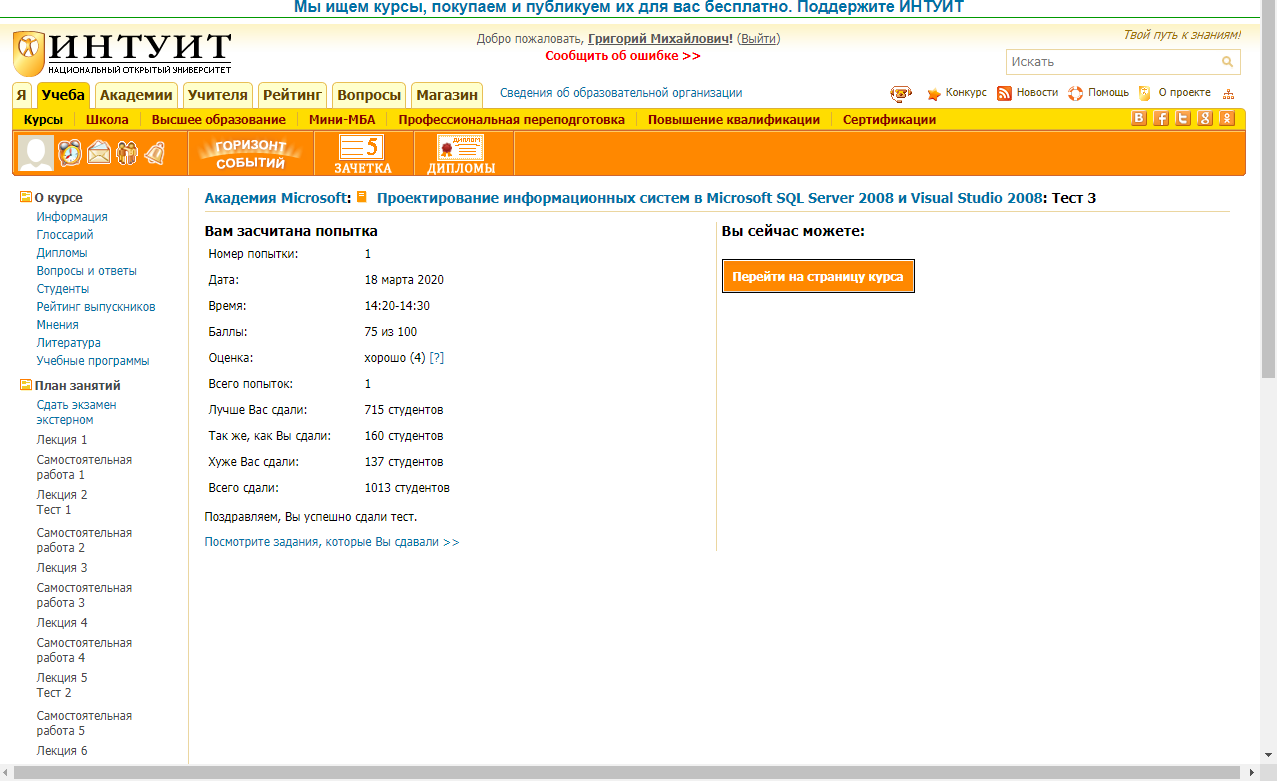 Мы ищем курсы, покупаем и публикуем их для вас бесплатно. Поддержите ИНТУИТ
ИНТУИТ
НАЦИОНАЛЬНЫЙ ОТКРЫТЫЙ УНИВЕРСИТЕТ
Добро пожаловать, Григорий Михайлович! (Выйти)
Сообщить об ошибке >>
Твой путь к знаниям!
Искать
Я Учеба Академии Учителя Рейтинг Вопросы Магазин Сведения об образовательной организации Конкурс Новости Помощь О проекте
Курсы Школа Высшее образование Мини-МБА Профессиональная переподготовка Повышение квалификации Сертификации
ГОРИЗОНТ СОБЫТИЙ
5
ЗАЧЕТКА
ДИПЛОМ
ДИПЛОМЫ
О курсе
Информация
Глоссарий
Дипломы
Вопросы и ответы
Студенты
Рейтинг выпускников
Мнения
Литература
Учебные программы
План занятий
Сдать экзамен
экстерном
Лекция 1
Самостоятельная
работа 1
Лекция 2
Тест 1
Самостоятельная
работа 2
Лекция 3
Самостоятельная
работа 3
Лекция 4
Самостоятельная
работа 4
Лекция 5
Тест 2
Самостоятельная
работа 5
Лекция 6
Академия Microsoft: Проектирование информационных систем в Microsoft SQL Server 2008 и Visual Studio 2008: Тест 3
Вам засчитана попытка
Номер попытки: 1
Дата: 18 марта 2020
Время: 14:20-14:30
Баллы: 75 из 100
Оценка: хорошо (4) [?]
Всего попыток: 1
Лучше Вас сдали: 715 студентов
Так же, как Вы сдали: 160 студентов
Хуже Вас сдали: 137 студентов
Всего сдали: 1013 студентов
Поздравляем, Вы успешно сдали тест.
Посмотрите задания, которые Вы сдавали >>
Вы сейчас можете:
Перейти на страницу курса